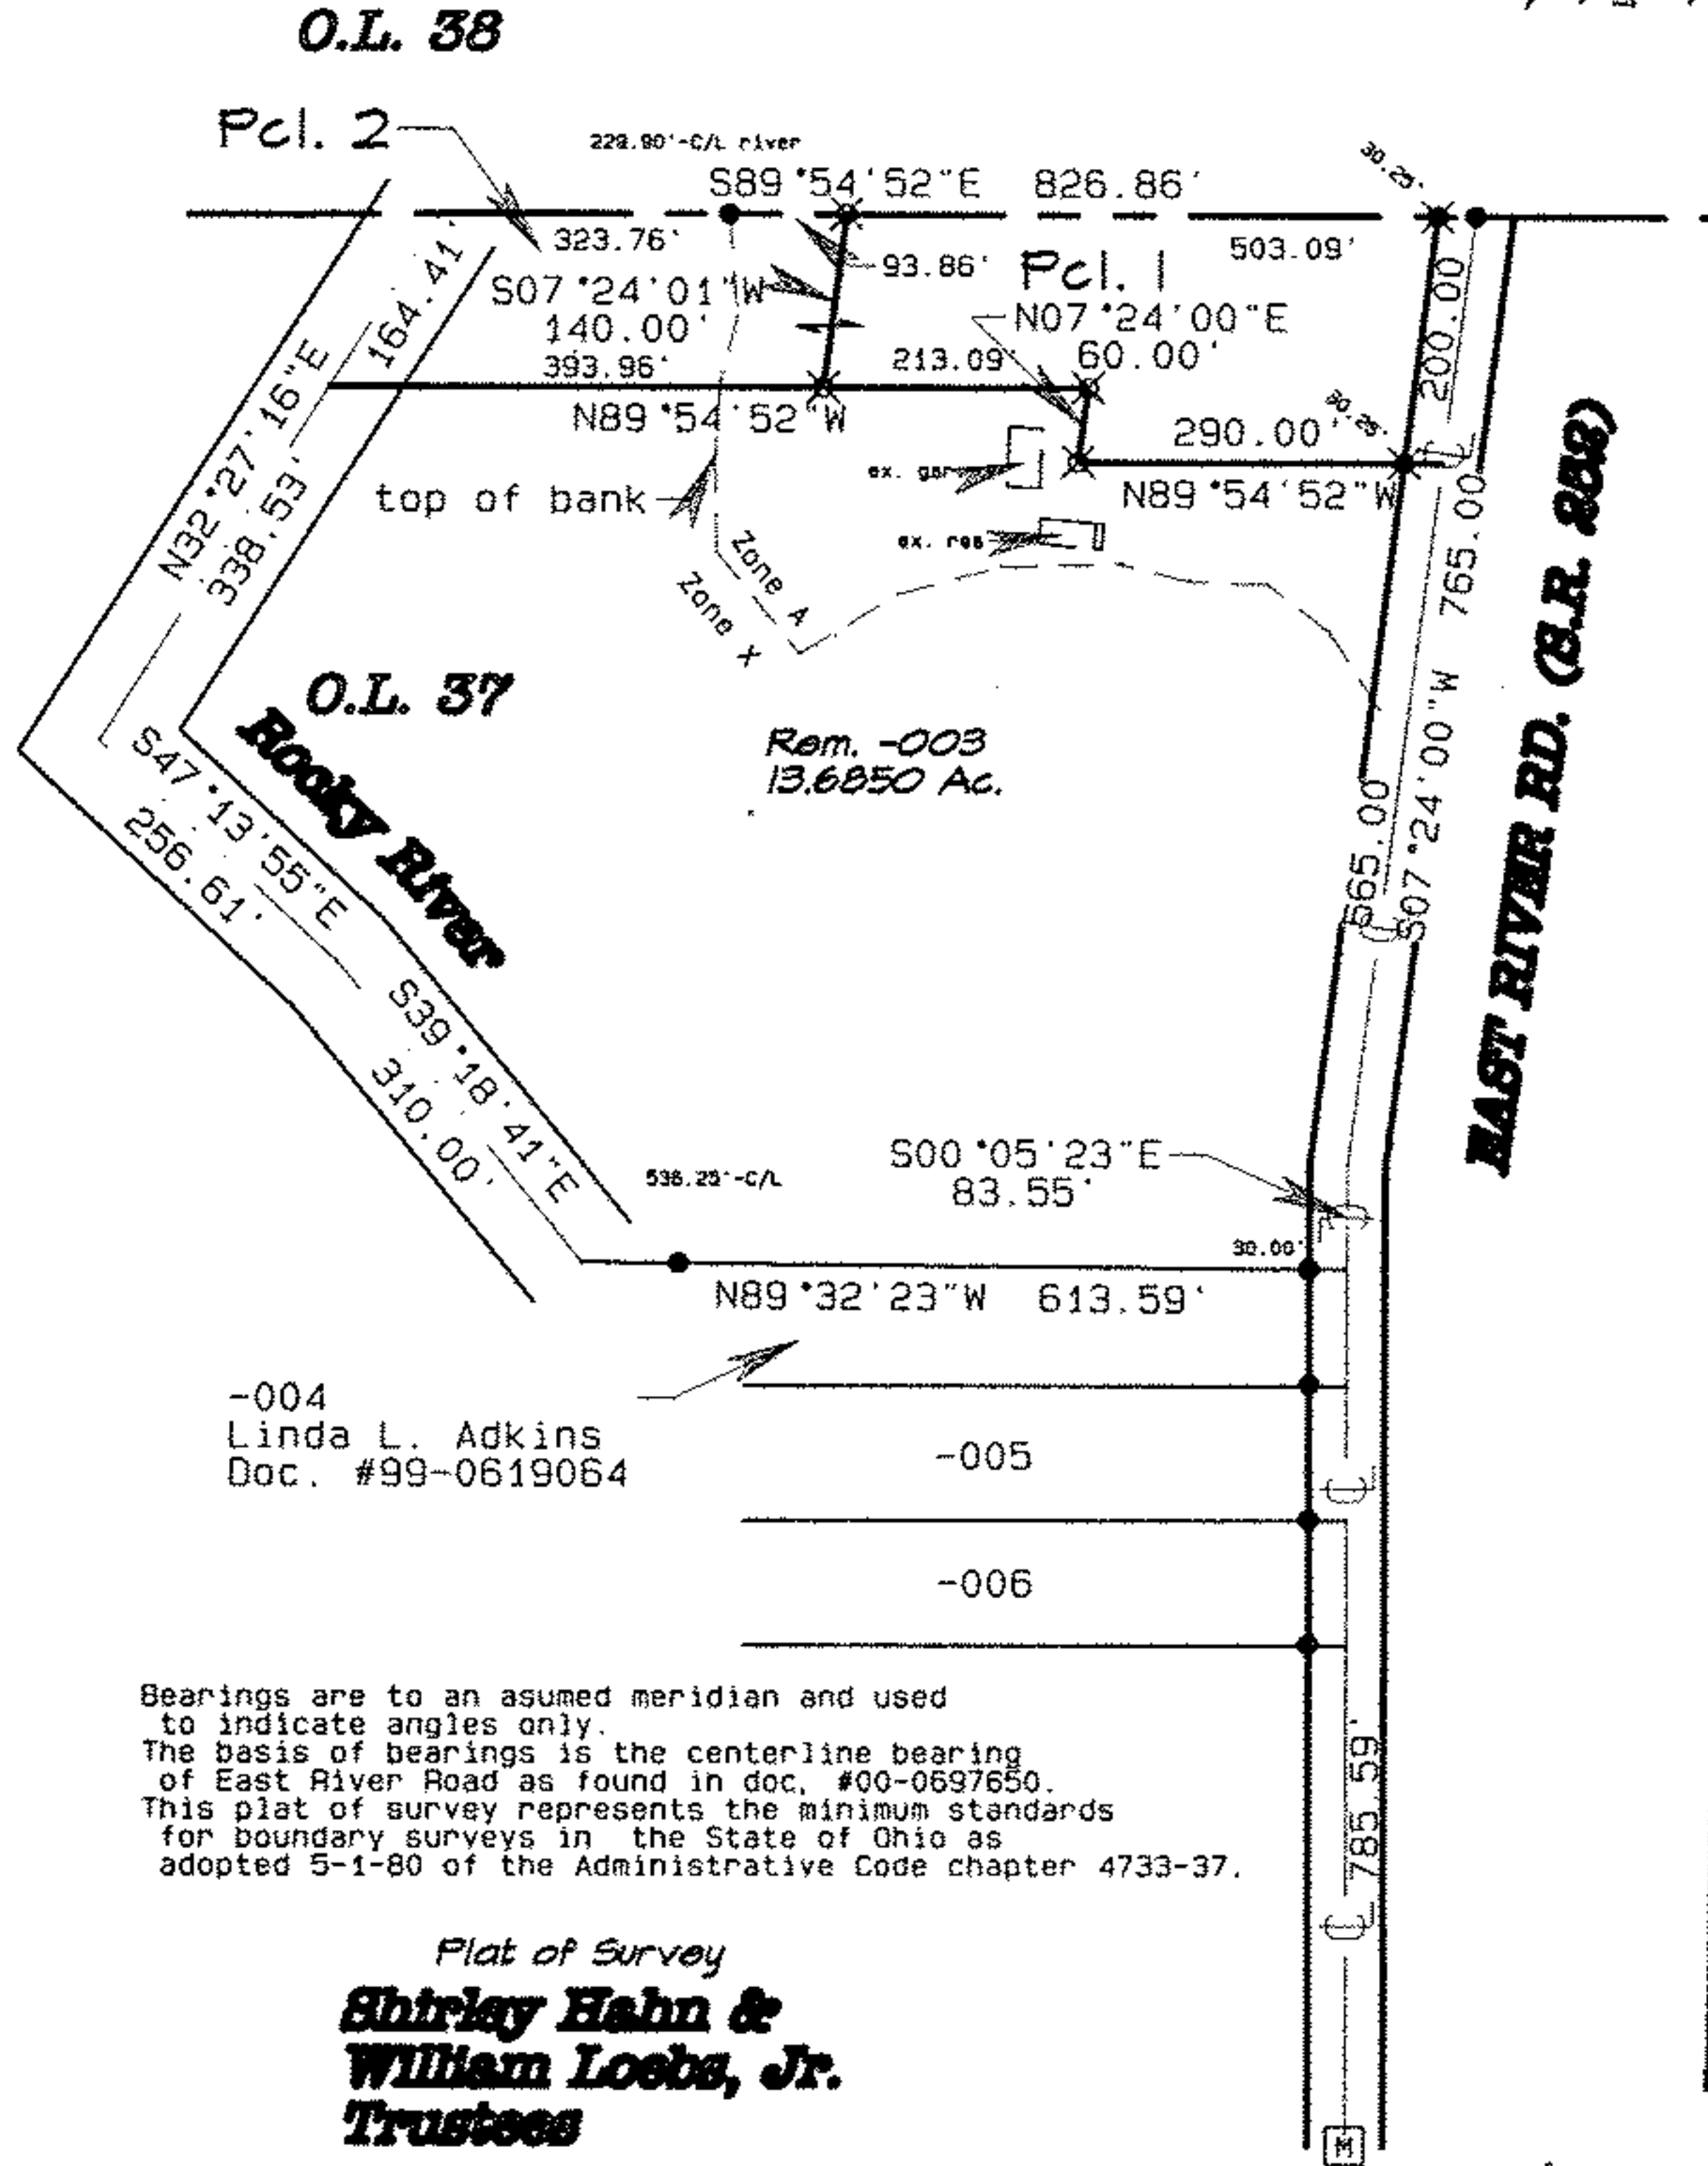 O.L. 38
Pcl. 2
229.90'-C/L river
S89°54'52"E 826.86'
30.25'
323.76'
93.86'
Pcl. 1
503.09'
S07°24'01"W
140.00'
N07°24'00"E
60.00'
200.00
164.41'
393.96'
213.09'
N89°54'52"W
290.00'
30.25'
N89°54'52"W
N32°27'16"E
338.53'
top of bank
ex. gar
ex. res
Zone A
Zone X
765.00
S07°24'00"W
565.00
EAST RIVER RD. (S.R. 252)
O.L. 37
Rocky River
Rem. -003
13.6850 Ac.
S47°13'55"E
256.61'
S39°18'41"E
310.00'
536.25'-C/L
S00°05'23"E
83.55'
30.00'
N89°32'23"W 613.59'
-004
Linda L. Adkins
Doc. #99-0619064
-005
-006
785.59'
Bearings are to an asumed meridian and used
to indicate angles only.
The basis of bearings is the centerline bearing
of East River Road as found in doc. #00-0697650.
This plat of survey represents the minimum standards
for boundary surveys in the State of Ohio as
adopted 5-1-80 of the Administrative Code chapter 4733-37.
Plat of Survey
Shirley Hahn &
William Loebs, Jr.
Trustees
M